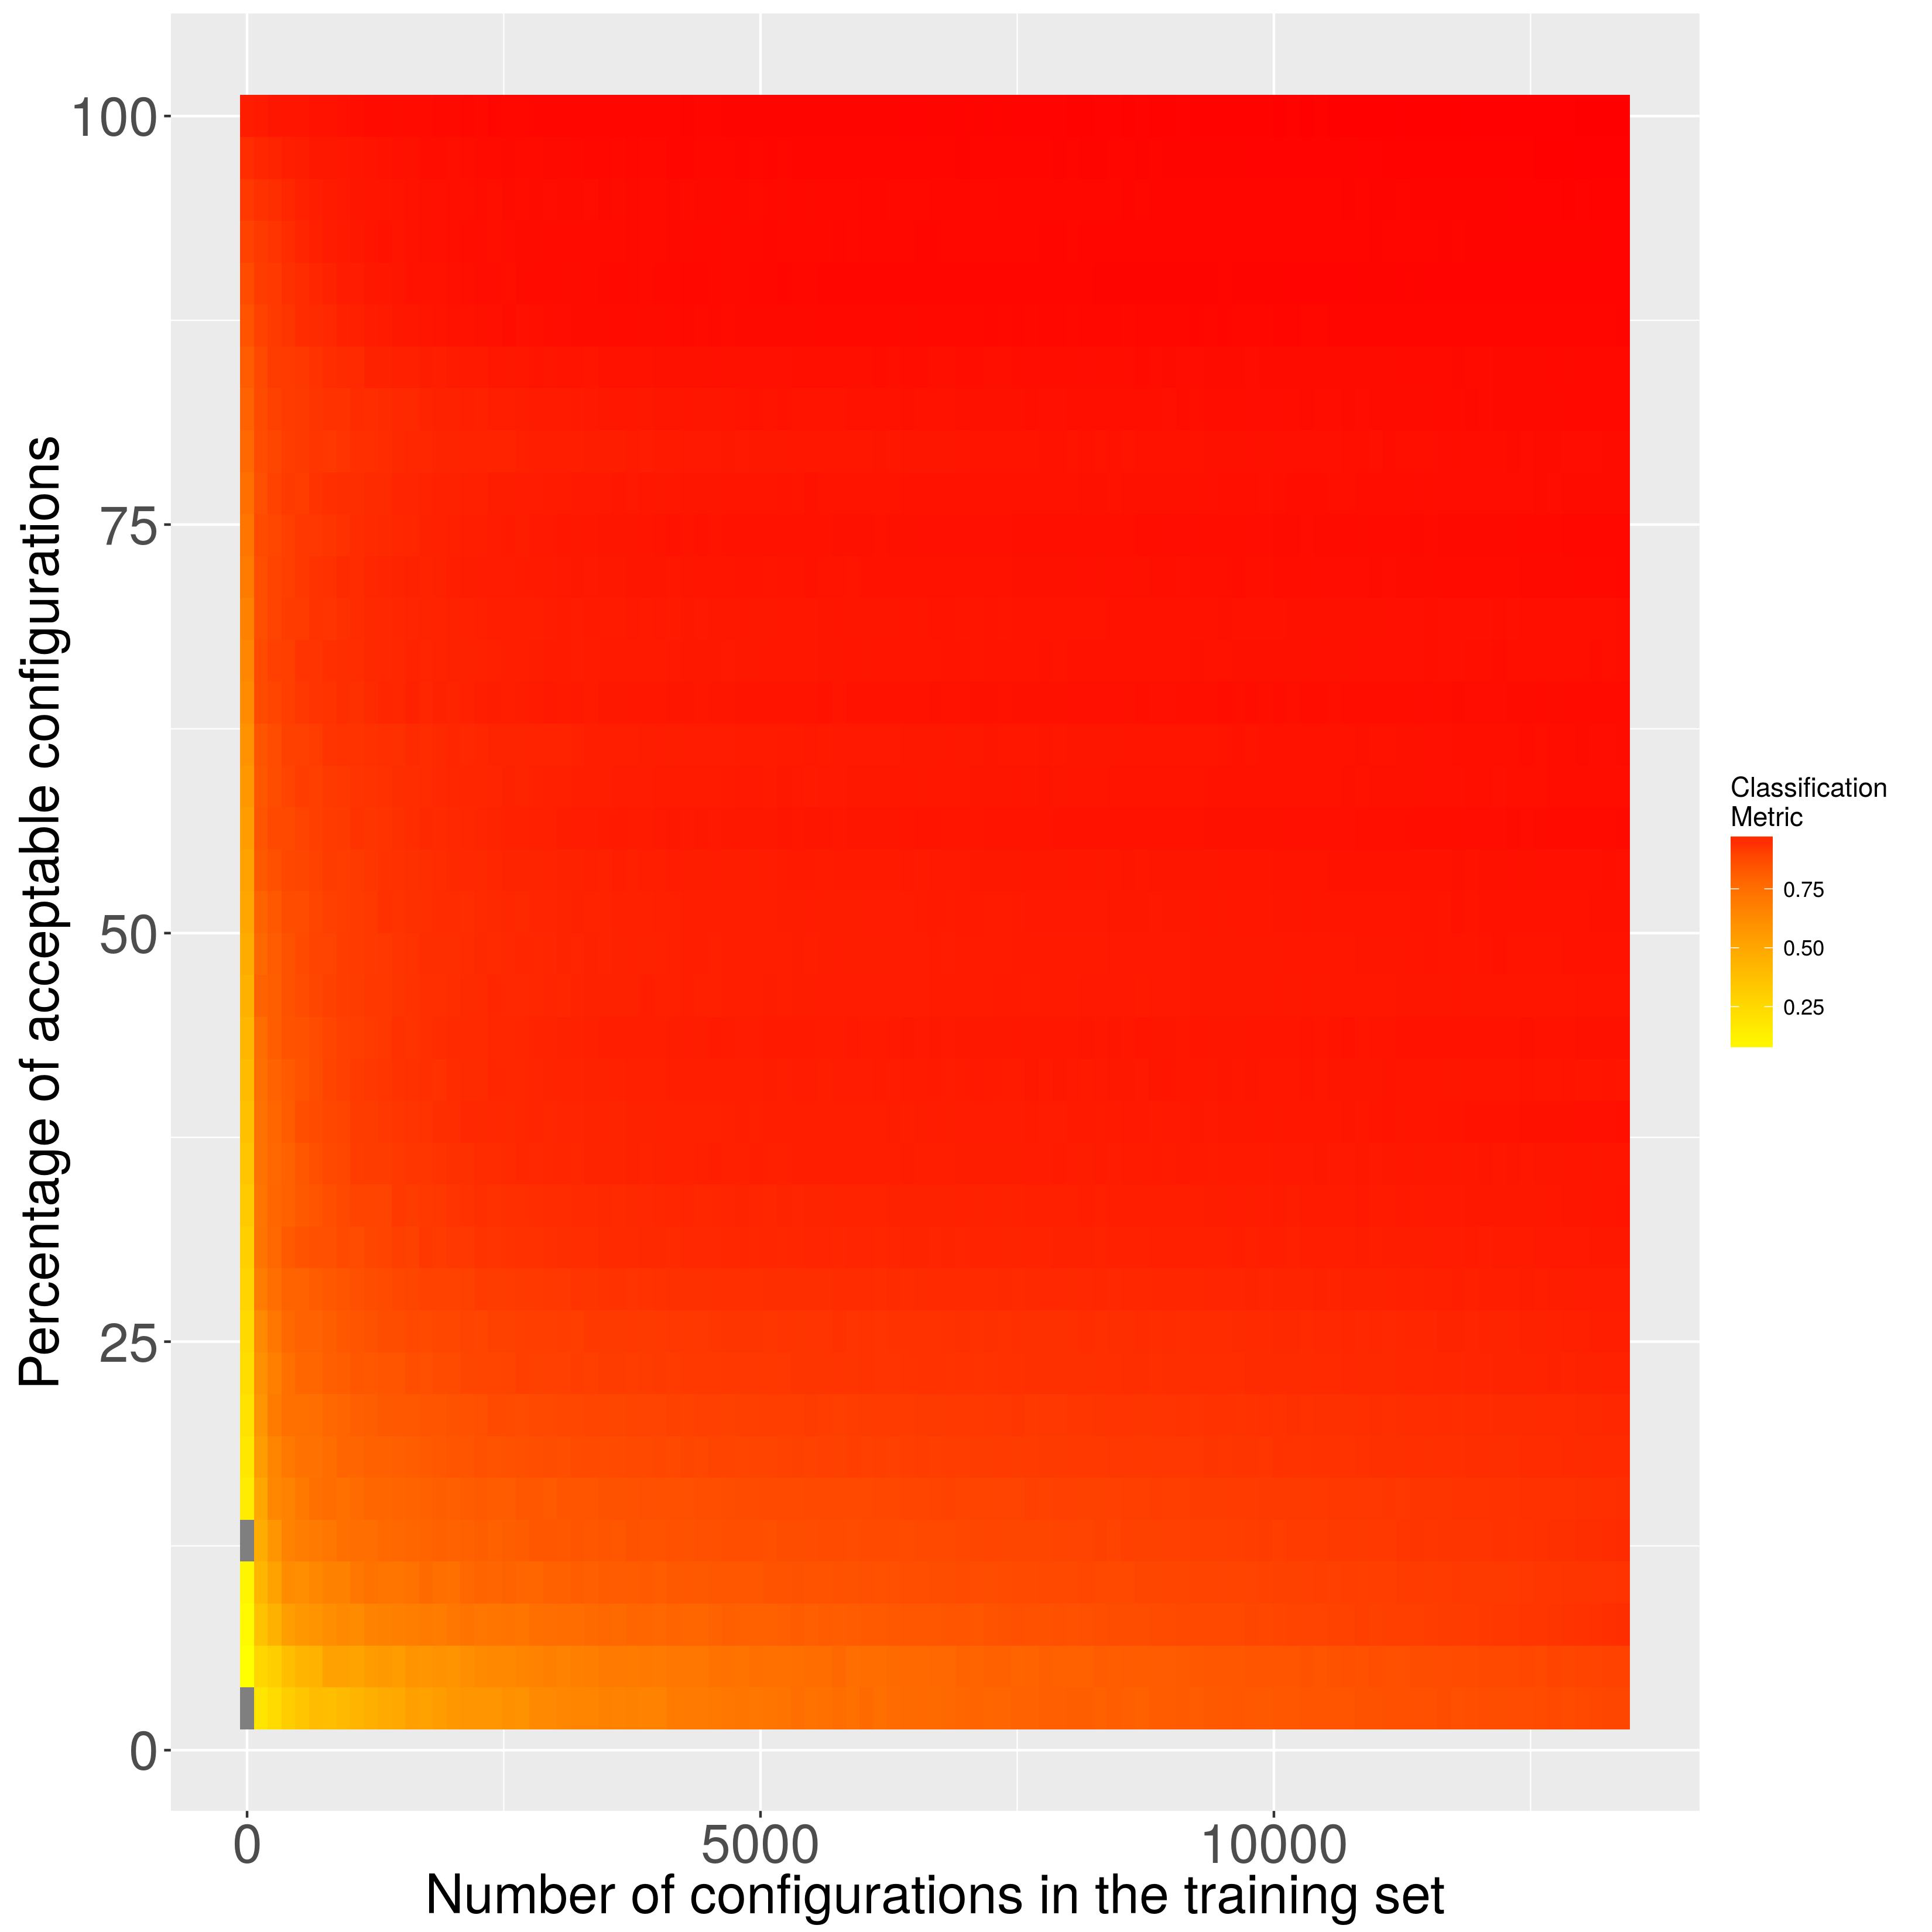 Percentage of acceptable configurations
100
75
50
25
0
0
5000
10000
Number of configurations in the training set
Classification
Metric
0.75
0.50
0.25